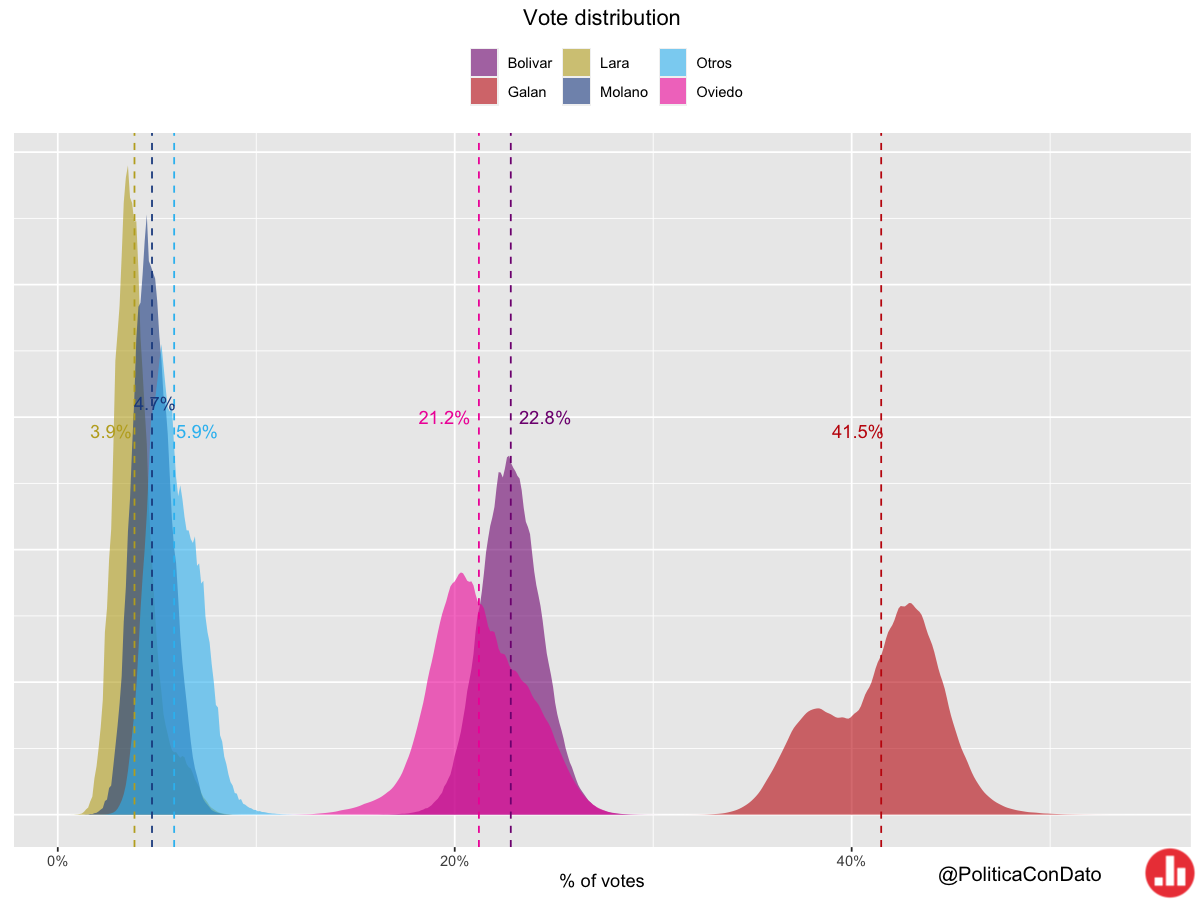 Vote distribution
Bolivar Lara Otros
Galan Molano Oviedo
4.7%
21.2% 22.8%
3.9% 5.9% 41.5%
0% 20% 40%
% of votes
@PoliticaConDato